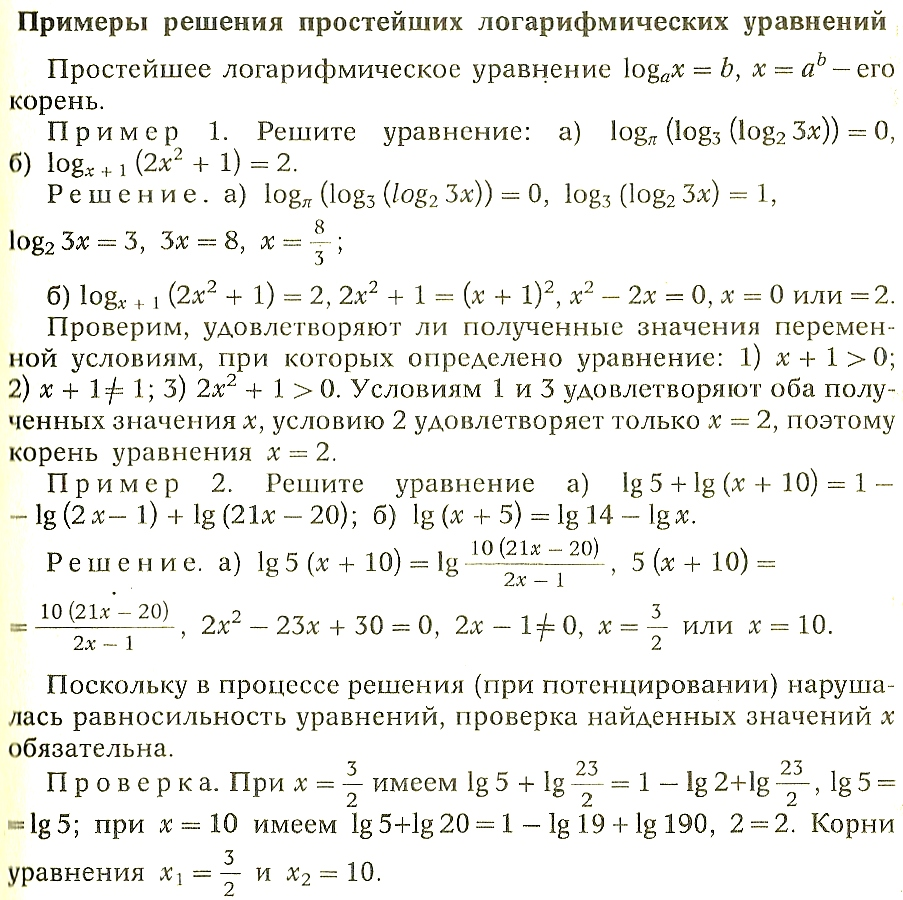 Примеры решения простейших логарифмических уравнений
Простейшее логарифмическое уравнение logₐx = b, x = aᵇ — его
корень.
Пример 1. Решите уравнение: а) log_π (log₃ (log₂ 3x)) = 0,
б) log_{x + 1} (2x² + 1) = 2.
Решение. а) log_π (log₃ (log₂ 3x)) = 0, log₃ (log₂ 3x) = 1,
log₂ 3x = 3, 3x = 8, x = 8/3;
б) log_{x + 1} (2x² + 1) = 2, 2x² + 1 = (x + 1)², x² − 2x = 0, x = 0 или = 2.
Проверим, удовлетворяют ли полученные значения перемен-
ной условиям, при которых определено уравнение: 1) x + 1 > 0;
2) x + 1 ≠ 1; 3) 2x² + 1 > 0. Условиям 1 и 3 удовлетворяют оба полу-
ченных значения x, условию 2 удовлетворяет только x = 2, поэтому
корень уравнения x = 2.
Пример 2. Решите уравнение а) lg 5 + lg (x + 10) = 1 −
− lg (2x − 1) + lg (21x − 20); б) lg (x + 5) = lg 14 − lg x.
Решение. а) lg 5 (x + 10) = lg 10 (21x − 20)/2x − 1, 5 (x + 10) =
= 10 (21x − 20)/2x − 1, 2x² − 23x + 30 = 0, 2x − 1 ≠ 0, x = 3/2 или x = 10.
Поскольку в процессе решения (при потенцировании) наруша-
лась равносильность уравнений, проверка найденных значений x
обязательна.
Проверка. При x = 3/2 имеем lg 5 + lg 23/2 = 1 − lg 2 + lg 23/2, lg 5 =
= lg 5; при x = 10 имеем lg 5 + lg 20 = 1 − lg 19 + lg 190, 2 = 2. Корни
уравнения x₁ = 3/2 и x₂ = 10.